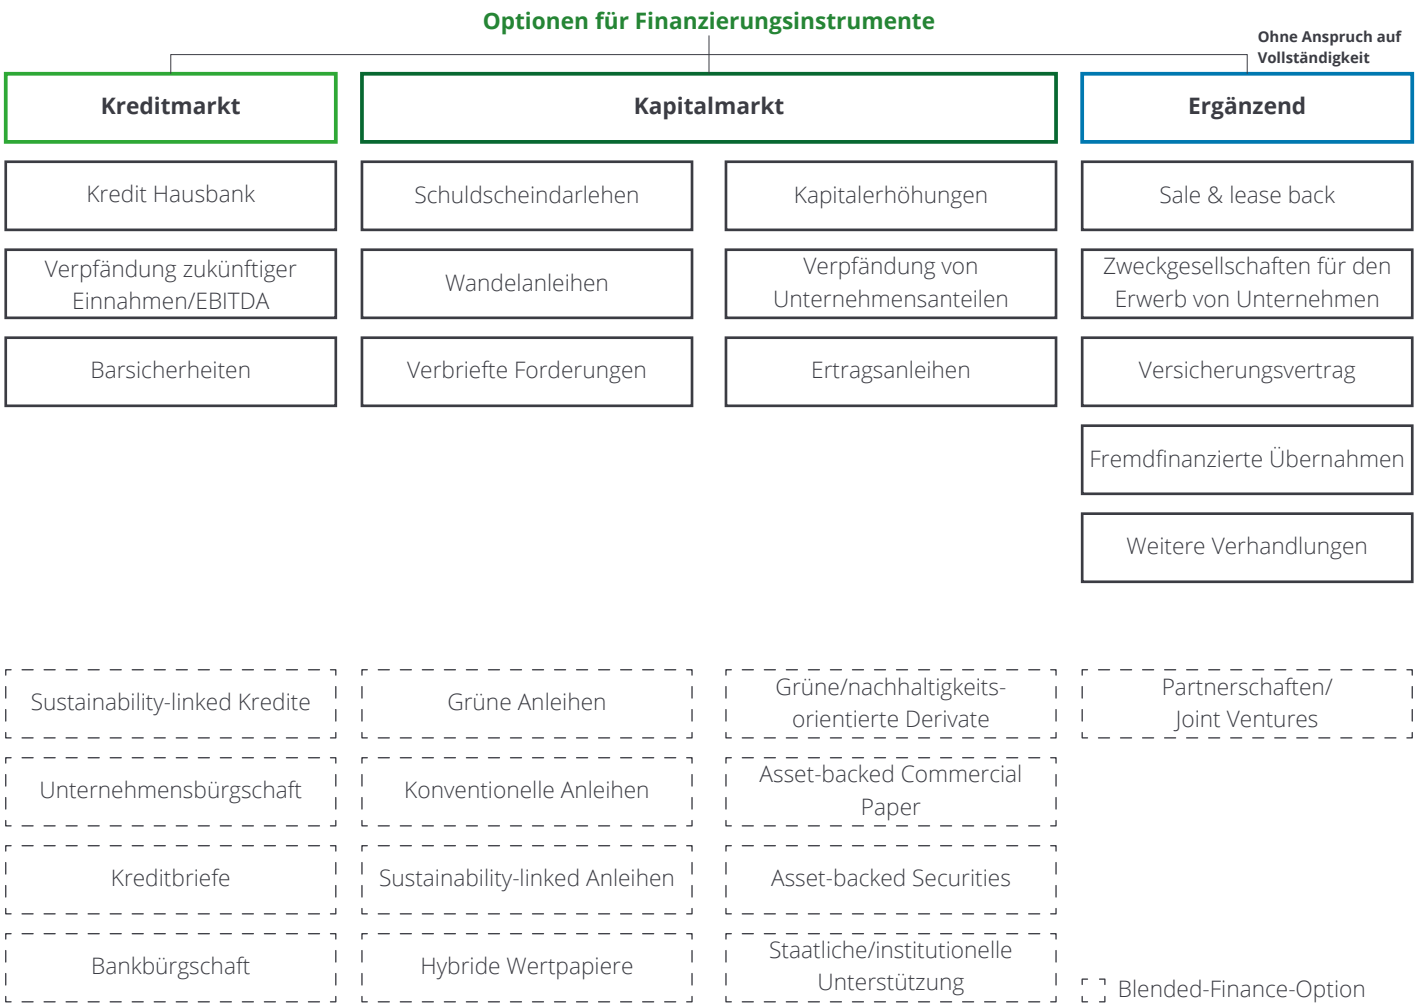 Optionen für Finanzierungsinstrumente
Ohne Anspruch auf
Vollständigkeit
Kreditmarkt
Kapitalmarkt
Ergänzend
Kredit Hausbank
Schuldscheindarlehen
Kapitalerhöhungen
Sale & lease back
Verpfändung zukünftiger
Einnahmen/EBITDA
Wandelanleihen
Verpfändung von
Unternehmensanteilen
Zweckgesellschaften für den
Erwerb von Unternehmen
Barsicherheiten
Verbriefte Forderungen
Ertragsanleihen
Versicherungsvertrag
Fremdfinanzierte Übernahmen
Weitere Verhandlungen
Sustainability-linked Kredite
Grüne Anleihen
Grüne/nachhaltigkeits-
orientierte Derivate
Partnerschaften/
Joint Ventures
Unternehmensbürgschaft
Konventionelle Anleihen
Asset-backed Commercial
Paper
Kreditbriefe
Sustainability-linked Anleihen
Asset-backed Securities
Bankbürgschaft
Hybride Wertpapiere
Staatliche/institutionelle
Unterstützung
Blended-Finance-Option